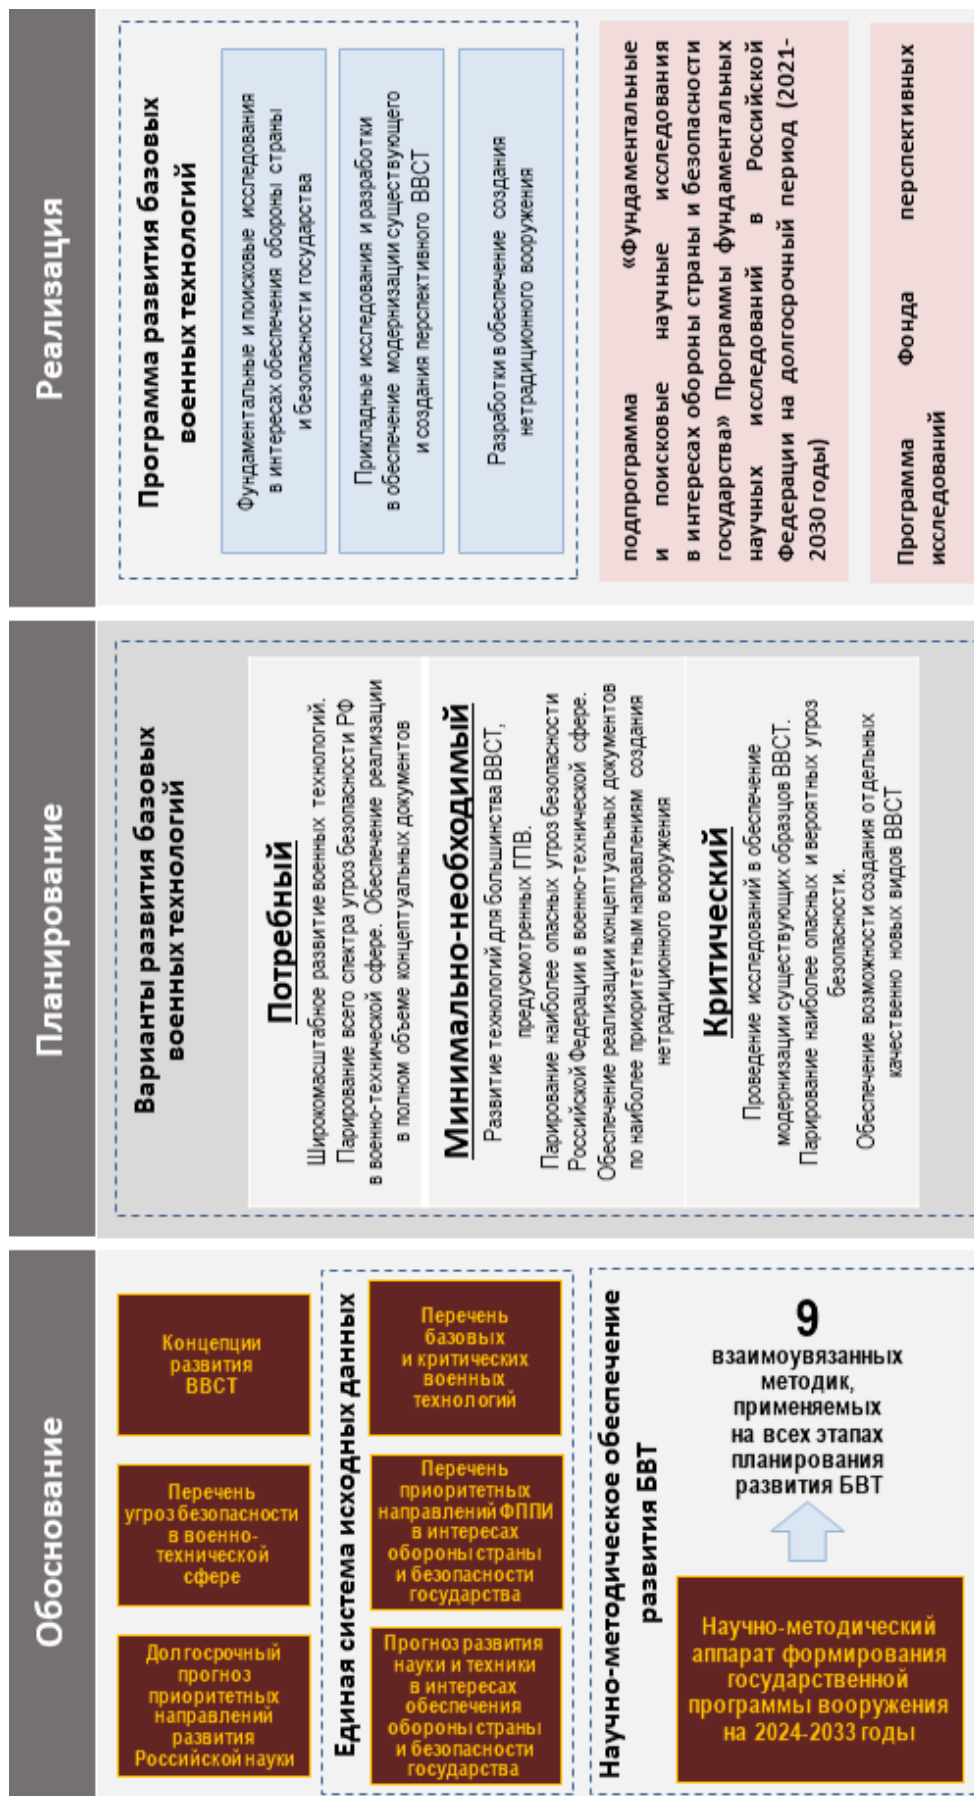 Обоснование
Долгосрочный
прогноз
приоритетных
направлений
развития
Российской науки
Перечень
угроз безопасности
в военно-
технической
сфере
Концепции
развития
ВВСТ
Единая система исходных данных
Прогноз развития
науки и техники
в интересах
обеспечения
обороны страны
и безопасности
государства
Перечень
приоритетных
направлений ФППИ
в интересах
обороны страны
и безопасности
государства
Перечень
базовых
и критических
военных
технологий
Научно-методическое обеспечение
развития БВТ
Научно-методический
аппарат формирования
государственной
программы вооружения
на 2024-2033 годы
9
взаимоувязанных
методик,
применяемых
на всех этапах
планирования
развития БВТ
Планирование
Варианты развития базовых
военных технологий
Потребный
Широкомасштабное развитие военных технологий.
Парирование всего спектра угроз безопасности РФ
в военно-технической сфере. Обеспечение реализации
в полном объеме концептуальных документов
Минимально-необходимый
Развитие технологий для большинства ВВСТ,
предусмотренных ГПВ.
Парирование наиболее опасных угроз безопасности
Российской Федерации в военно-технической сфере.
Обеспечение реализации концептуальных документов
по наиболее приоритетным направлениям создания
нетрадиционного вооружения
Критический
Проведение исследований в обеспечение
модернизации существующих образцов ВВСТ.
Парирование наиболее опасных и вероятных угроз
безопасности.
Обеспечение возможности создания отдельных
качественно новых видов ВВСТ
Реализация
Программа развития базовых
военных технологий
Фундаментальные и поисковые исследования
в интересах обеспечения обороны страны
и безопасности государства
Прикладные исследования и разработки
в обеспечение модернизации существующего
и создания перспективного ВВСТ
Разработки в обеспечение создания
нетрадиционного вооружения
подпрограмма «Фундаментальные
и поисковые научные исследования
в интересах обороны страны и безопасности
государства» Программы фундаментальных
научных исследований в Российской
Федерации на долгосрочный период (2021-
2030 годы)
Программа Фонда перспективных
исследований